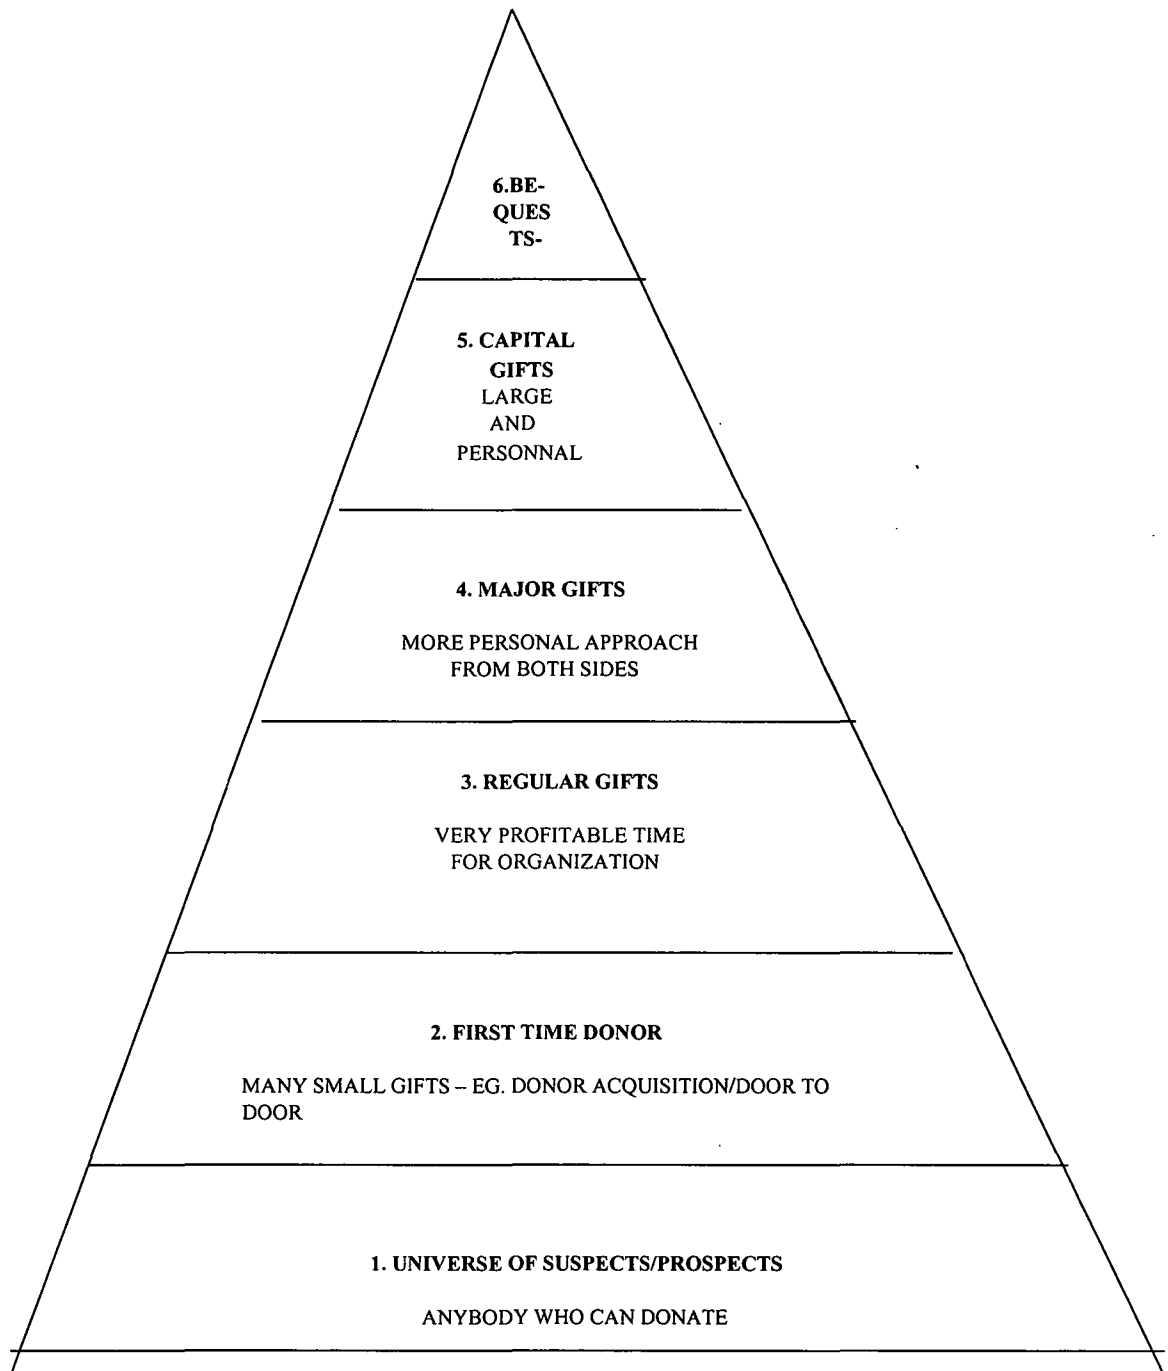 6.BE-
QUES
TS-
5. CAPITAL
GIFTS
LARGE
AND
PERSONNAL
4. MAJOR GIFTS
MORE PERSONAL APPROACH
FROM BOTH SIDES
3. REGULAR GIFTS
VERY PROFITABLE TIME
FOR ORGANIZATION
2. FIRST TIME DONOR
MANY SMALL GIFTS – EG. DONOR ACQUISITION/DOOR TO
DOOR
1. UNIVERSE OF SUSPECTS/PROSPECTS
ANYBODY WHO CAN DONATE